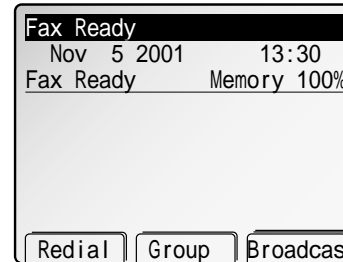 Fax Ready
Nov 5 2001 13:30
Fax Ready Memory 100%
Redial Group Broadcas